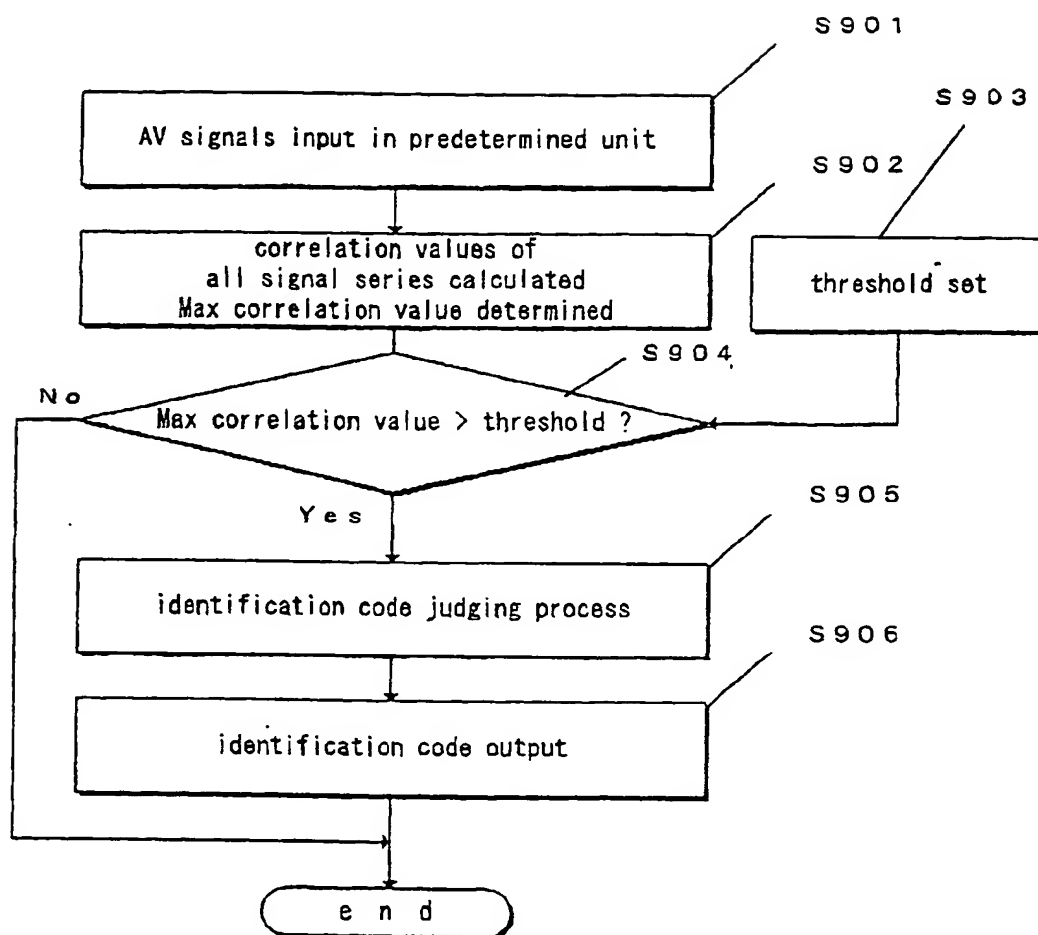 S901
AV signals input in predetermined unit
S902
correlation values of
all signal series calculated
Max correlation value determined
S903
threshold set
S904
Max correlation value > threshold ?
No
Yes
S905
identification code judging process
S906
identification code output
end